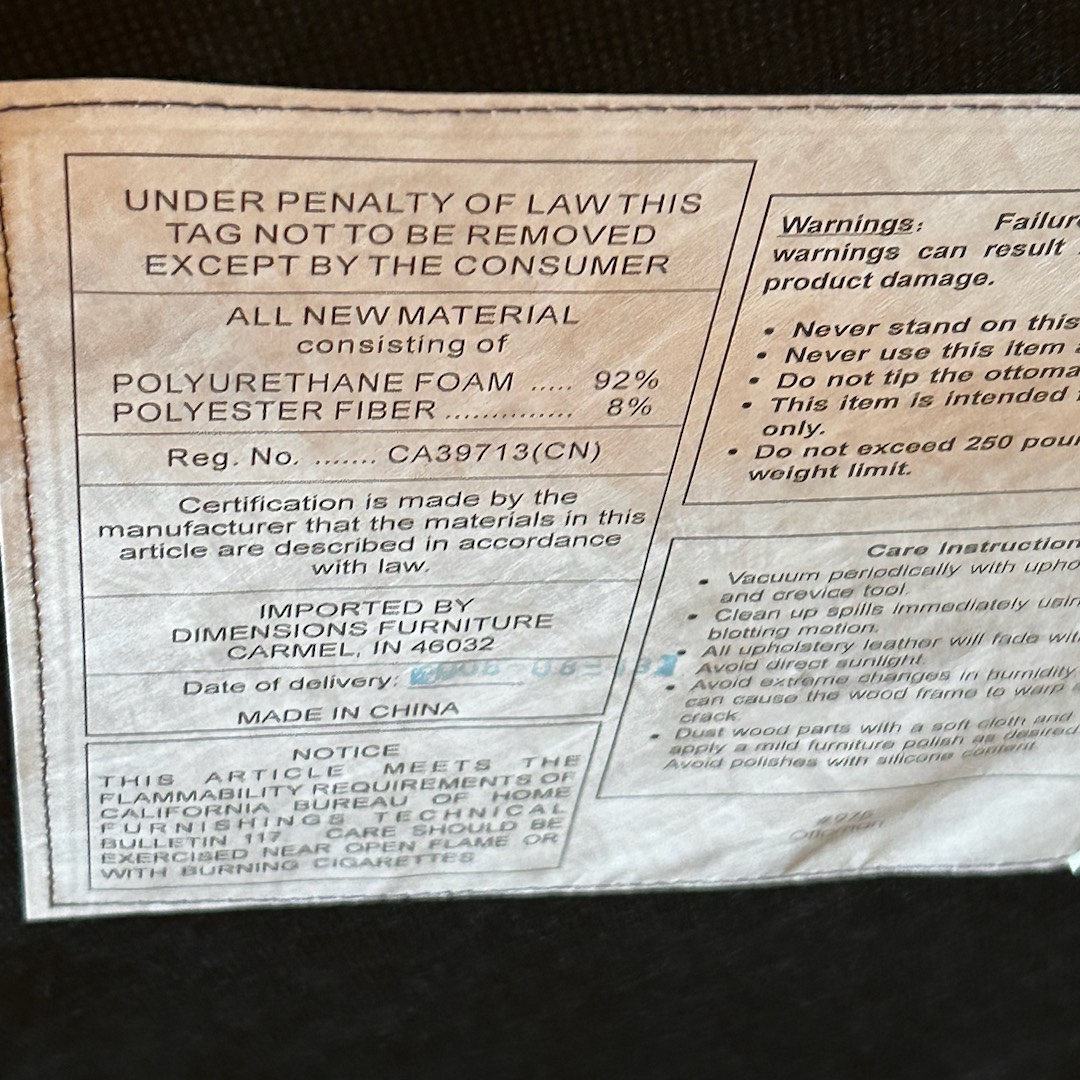 UNDER PENALTY OF LAW THIS
TAG NOT TO BE REMOVED
EXCEPT BY THE CONSUMER
ALL NEW MATERIAL
consisting of
POLYURETHANE FOAM ..... 92%
POLYESTER FIBER .............. 8%
Reg. No. ....... CA39713(CN)
Certification is made by the
manufacturer that the materials in this
article are described in accordance
with law.
IMPORTED BY
DIMENSIONS FURNITURE
CARMEL, IN 46032
Date of delivery:
MADE IN CHINA
NOTICE
THIS ARTICLE MEETS THE
FLAMMABILITY REQUIREMENTS OF
CALIFORNIA BUREAU OF HOME
FURNISHINGS TECHNICAL
BULLETIN 117. CARE SHOULD BE
EXERCISED NEAR OPEN FLAME OR
WITH BURNING CIGARETTES
Warnings: Failure
warnings can result
product damage.
• Never stand on this
• Never use this item
• Do not tip the ottoma
• This item is intended
only.
• Do not exceed 250 poun
weight limit.
Care Instruction
• Vacuum periodically with upho
and crevice tool.
• Clean up spills immediately usin
blotting motion.
• All upholstery leather will fade with
Avoid direct sunlight.
• Avoid extreme changes in humidity
can cause the wood frame to warp
crack.
• Dust wood parts with a soft cloth and
apply a mild furniture polish as desired
Avoid polishes with silicone content
Ottoman